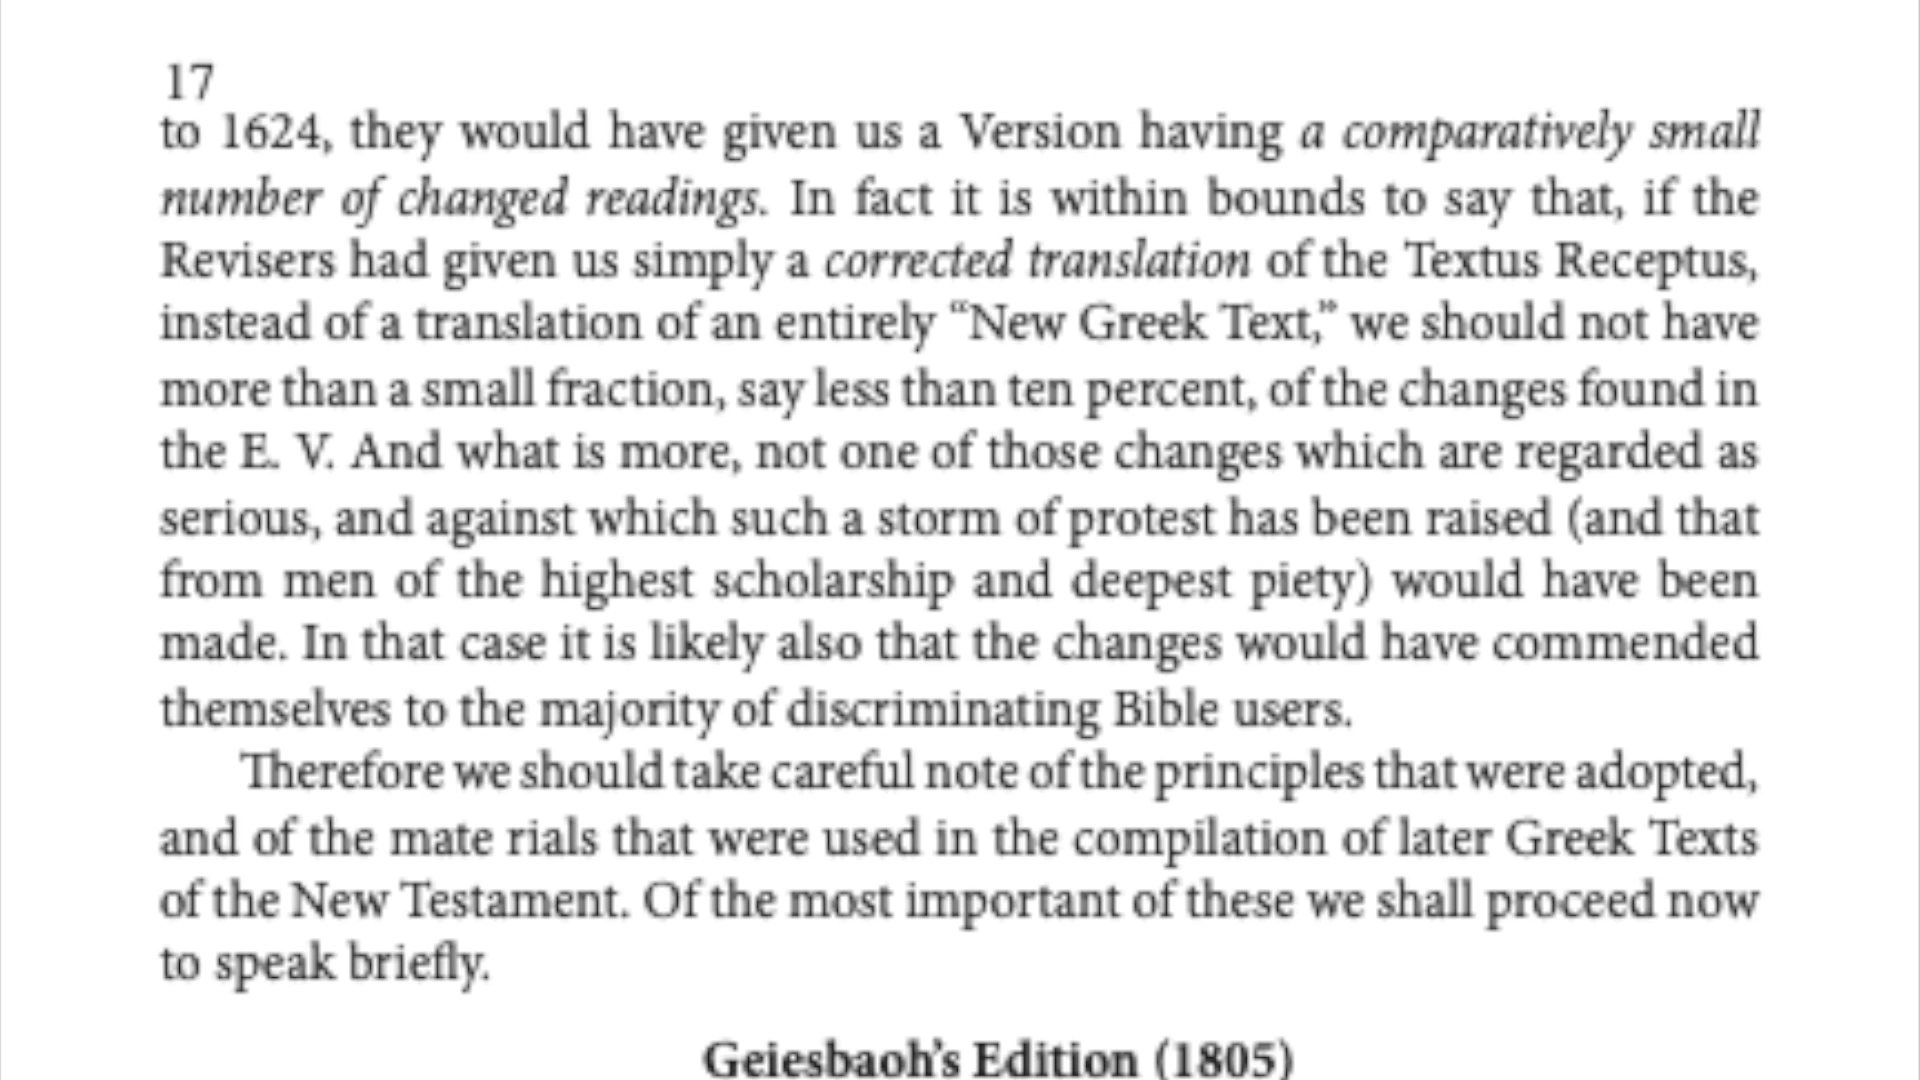 17
to 1624, they would have given us a Version having a comparatively small
number of changed readings. In fact it is within bounds to say that, if the
Revisers had given us simply a corrected translation of the Textus Receptus,
instead of a translation of an entirely “New Greek Text,” we should not have
more than a small fraction, say less than ten percent, of the changes found in
the E. V. And what is more, not one of those changes which are regarded as
serious, and against which such a storm of protest has been raised (and that
from men of the highest scholarship and deepest piety) would have been
made. In that case it is likely also that the changes would have commended
themselves to the majority of discriminating Bible users.
Therefore we should take careful note of the principles that were adopted,
and of the mate rials that were used in the compilation of later Greek Texts
of the New Testament. Of the most important of these we shall proceed now
to speak briefly.
Geiesbaoh’s Edition (1805)